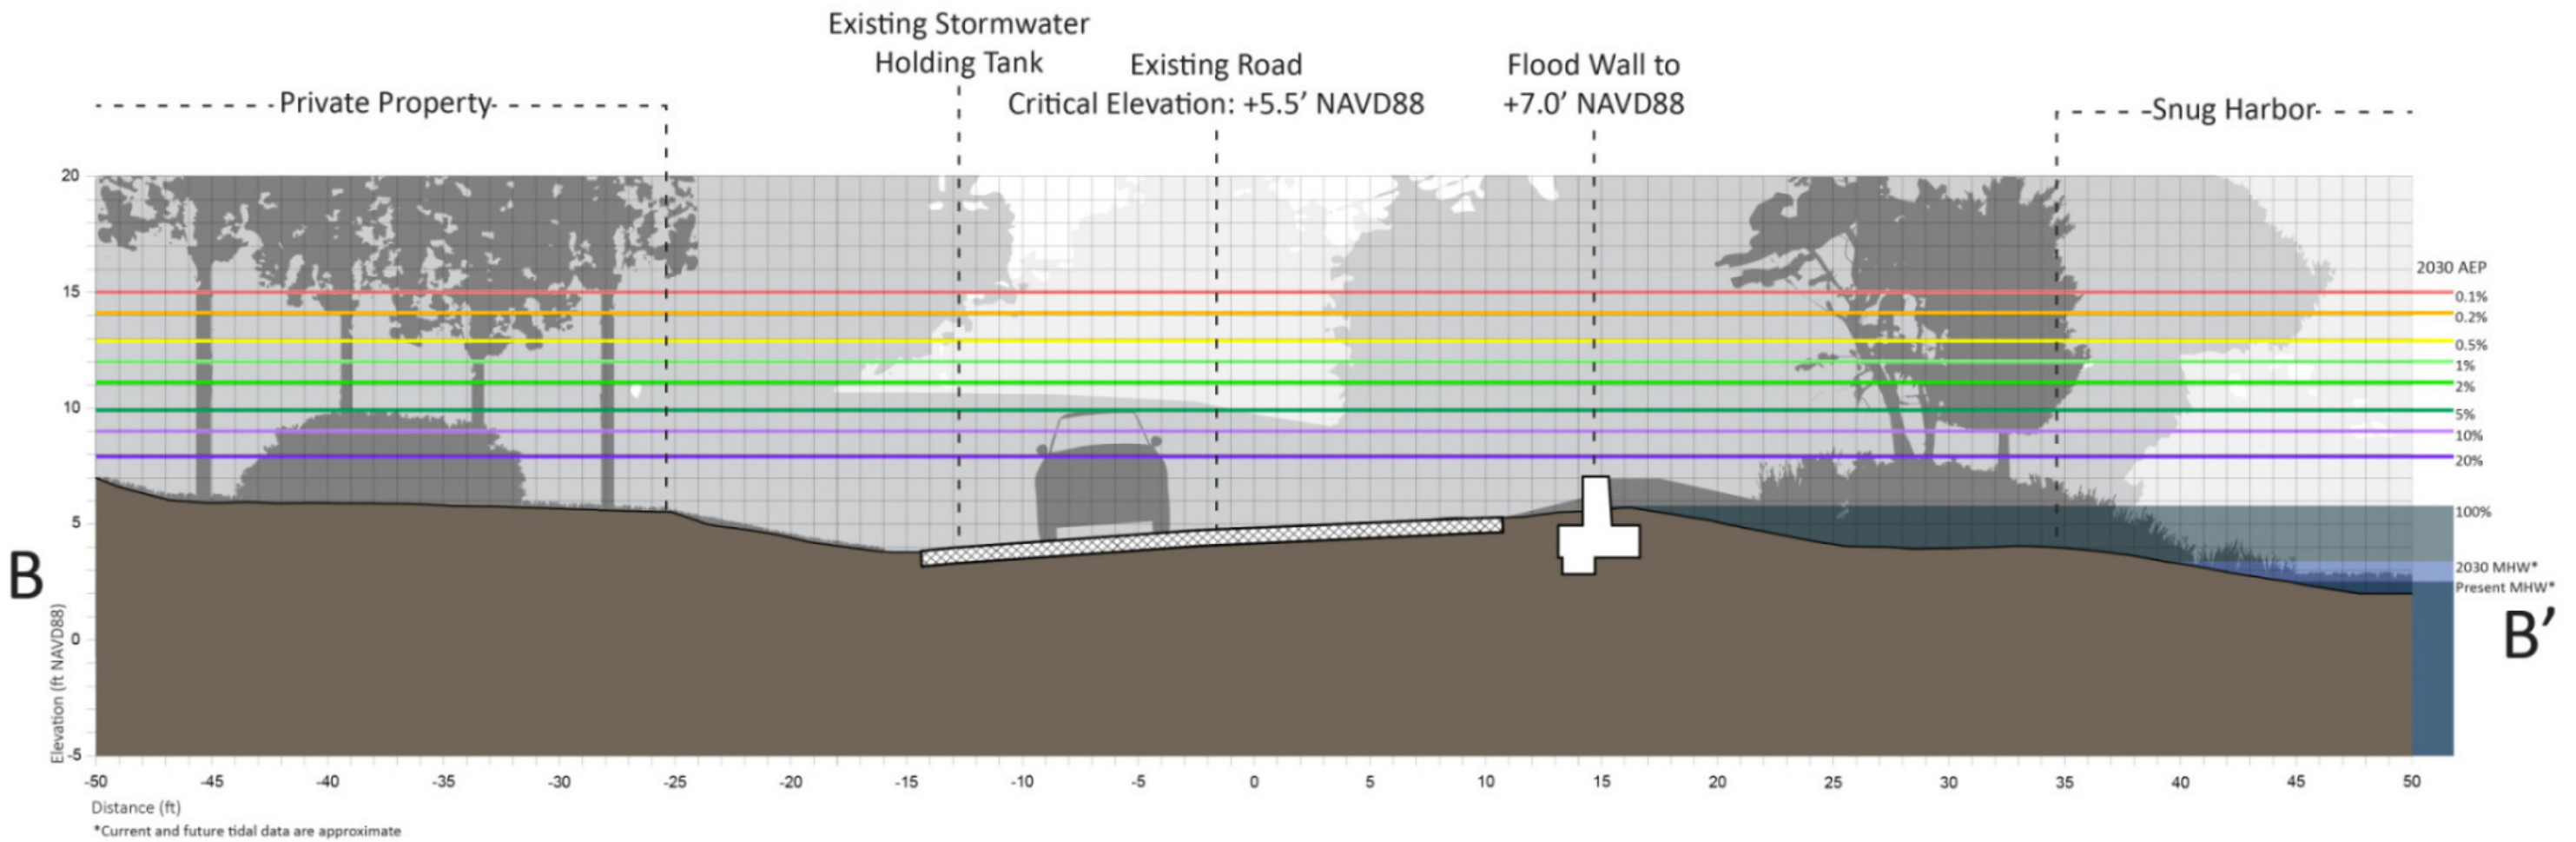 Existing Stormwater
Holding Tank
Existing Road
Critical Elevation: +5.5’ NAVD88
Flood Wall to
+7.0’ NAVD88
Private Property
Snug Harbor
20
15
10
5
0
-5
Elevation (ft NAVD88)
2030 AEP
0.1%
0.2%
0.5%
1%
2%
5%
10%
20%
100%
2030 MHW*
Present MHW*
B
B’
-50 -45 -40 -35 -30 -25 -20 -15 -10 -5 0 5 10 15 20 25 30 35 40 45 50
Distance (ft)
*Current and future tidal data are approximate